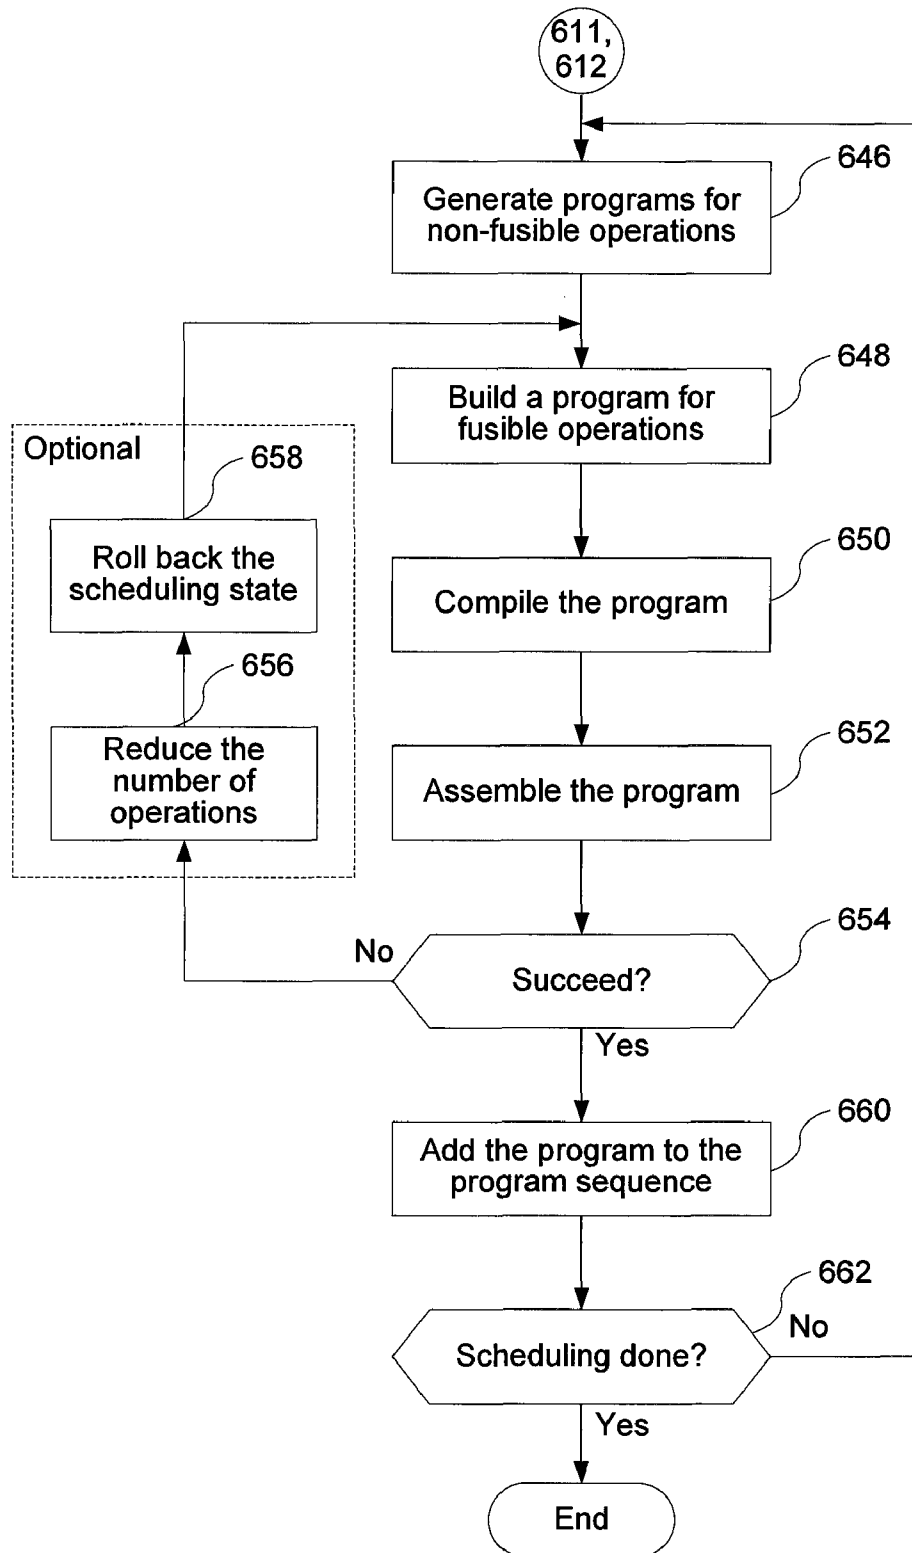 611,
612
646
Generate programs for
non-fusible operations
648
Build a program for
fusible operations
Optional
658
Roll back the
scheduling state
650
Compile the program
656
Reduce the
number of
operations
652
Assemble the program
654
No
Succeed?
Yes
660
Add the program to the
program sequence
662
No
Scheduling done?
Yes
End